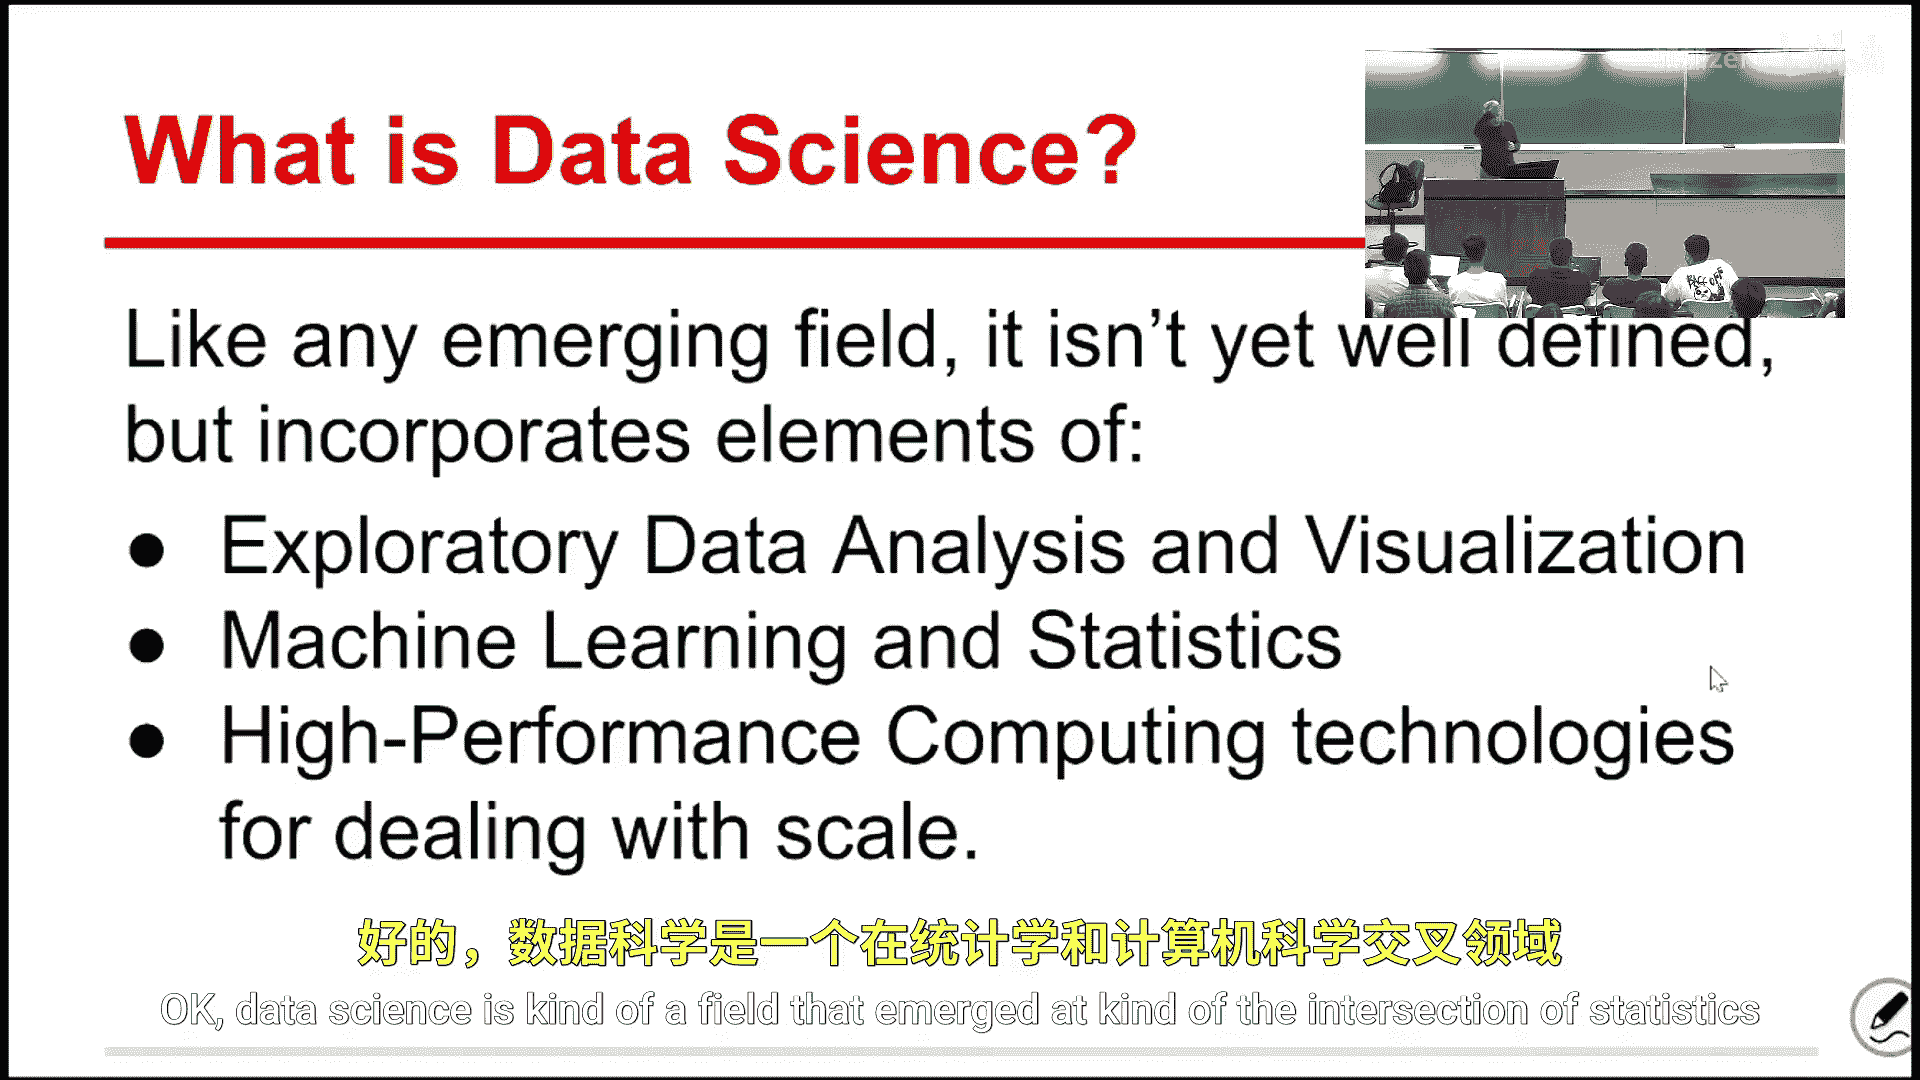 What is Data Science?
Like any emerging field, it isn't yet well defined,
but incorporates elements of:
● Exploratory Data Analysis and Visualization
● Machine Learning and Statistics
● High-Performance Computing technologies
for dealing with scale.
好的，数据科学是一个在统计学和计算机科学交叉领域
OK, data science is kind of a field that emerged at kind of the intersection of statistics